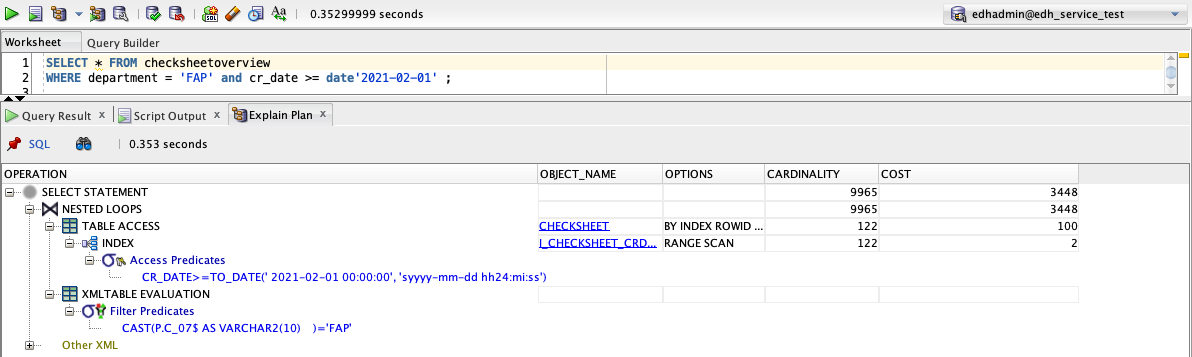 0.35299999 seconds
edhadmin@edh_service_test
Worksheet Query Builder
1 SELECT * FROM checksheetoverview
2 WHERE department = 'FAP' and cr_date >= date'2021-02-01' ;
3
Query Result x Script Output x Explain Plan x
SQL 0.353 seconds
OPERATION OBJECT_NAME OPTIONS CARDINALITY COST
SELECT STATEMENT 9965 3448
NESTED LOOPS 9965 3448
TABLE ACCESS CHECKSHEET BY INDEX ROWID ... 122 100
INDEX I_CHECKSHEET_CRD... RANGE SCAN 122 2
Access Predicates
CR_DATE>=TO_DATE(' 2021-02-01 00:00:00', 'syyyy-mm-dd hh24:mi:ss')
XMLTABLE EVALUATION
Filter Predicates
CAST(P.C_07$ AS VARCHAR2(10) )='FAP'
Other XML